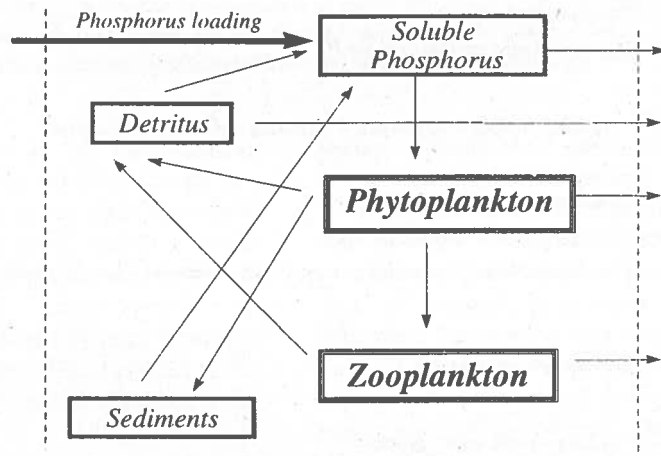 Phosphorus loading
Soluble
Phosphorus
Detritus
Phytoplankton
Zooplankton
Sediments